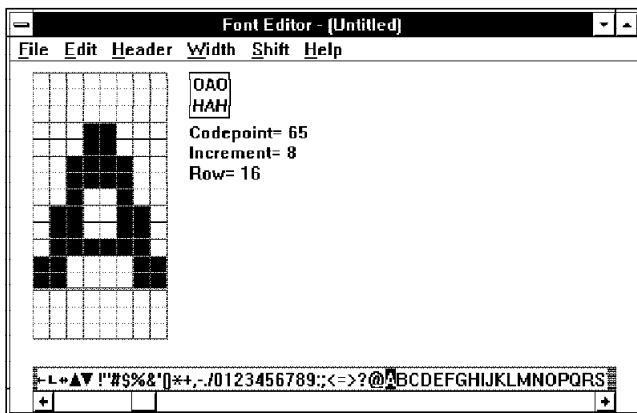 Font Editor - (Untitled)
File Edit Header Width Shift Help
OAO
HAH
Codepoint= 65
Increment= 8
Row= 16
←∟↔▲▼ !"#$%&'()*+,-./0123456789:;<=>?@ABCDEFGHIJKLMNOPQRS